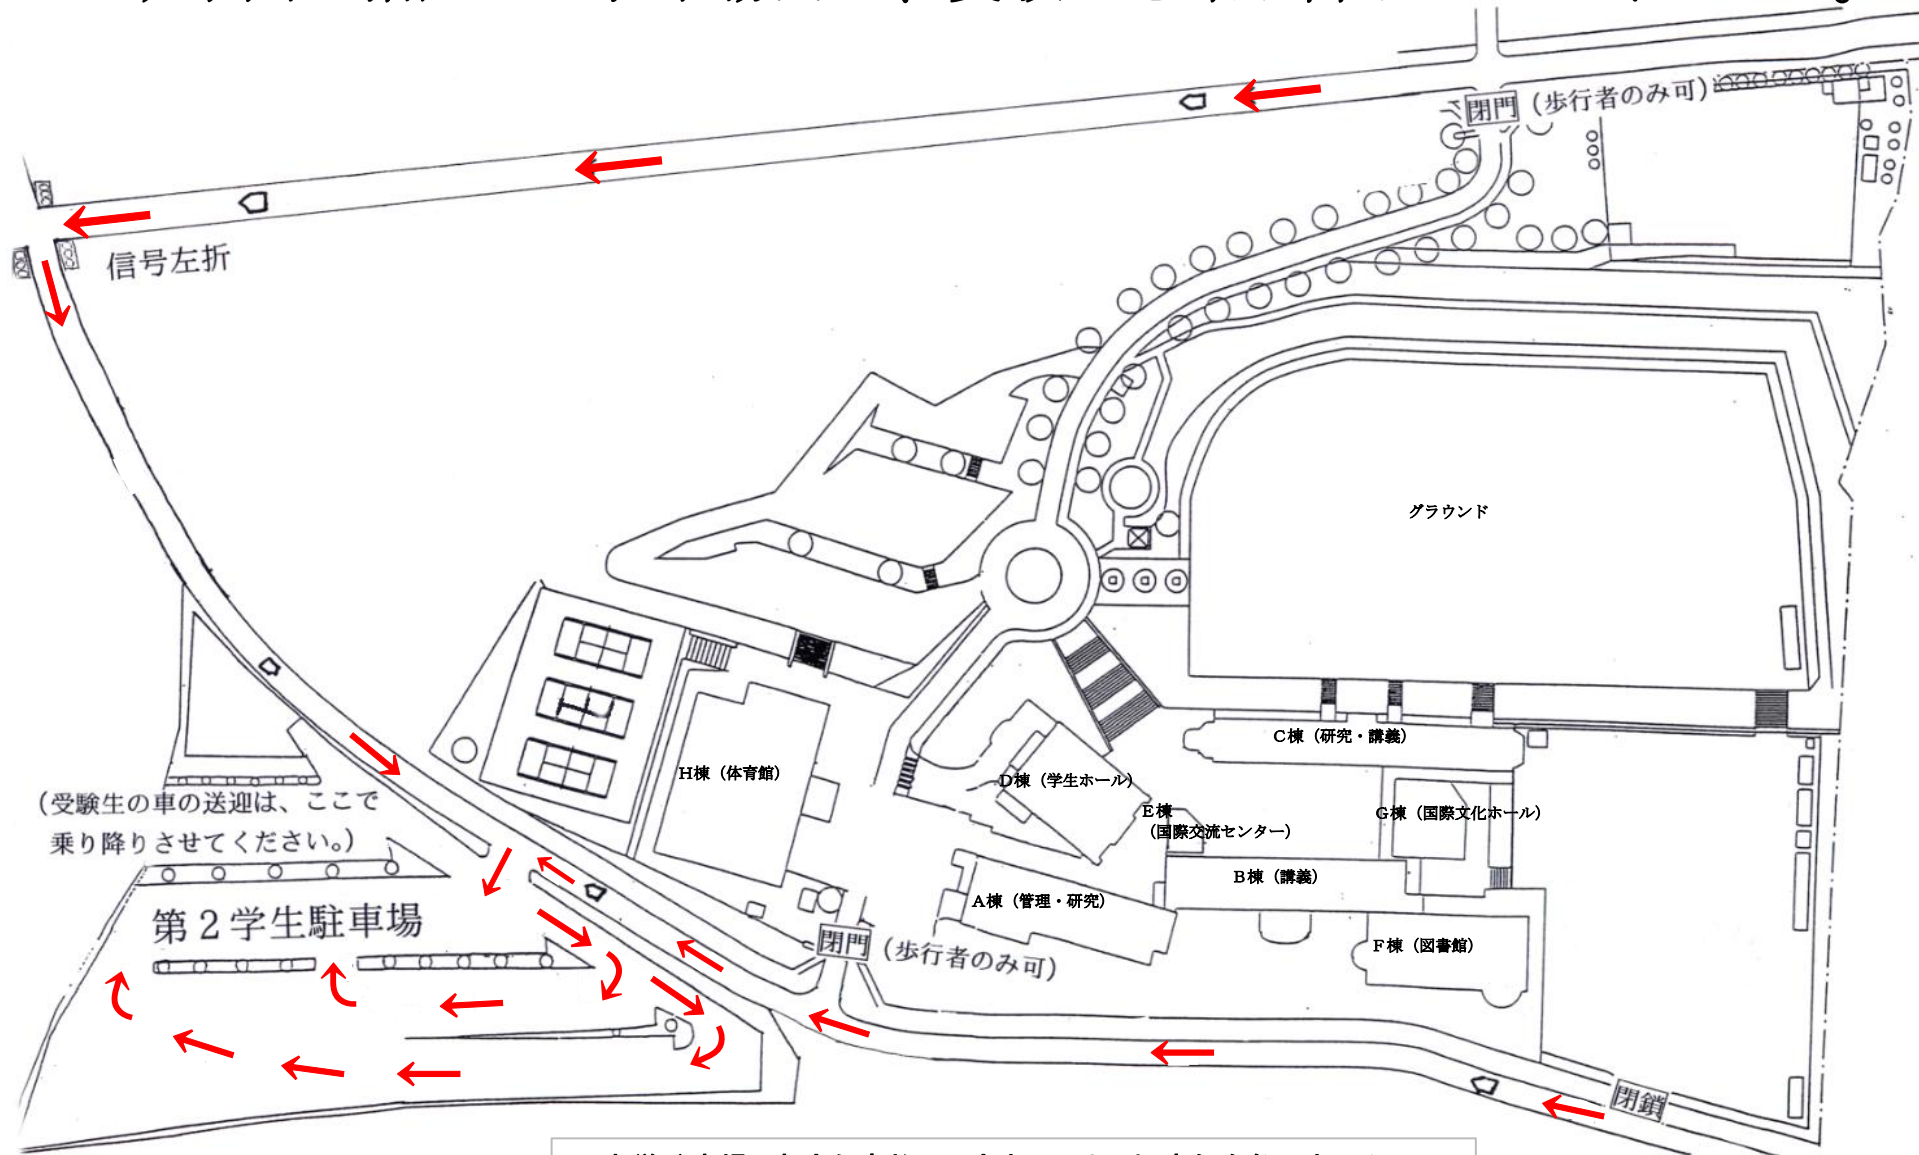 閉門（歩行者のみ可）
信号左折
グラウンド
C棟（研究・講義）
H棟（体育館）
D棟（学生ホール）
E棟
（国際交流センター）
G棟（国際文化ホール）
（受験生の車の送迎は、ここで
乗り降りさせてください。）
B棟（講義）
A棟（管理・研究）
第2学生駐車場
F棟（図書館）
閉門（歩行者のみ可）
閉鎖